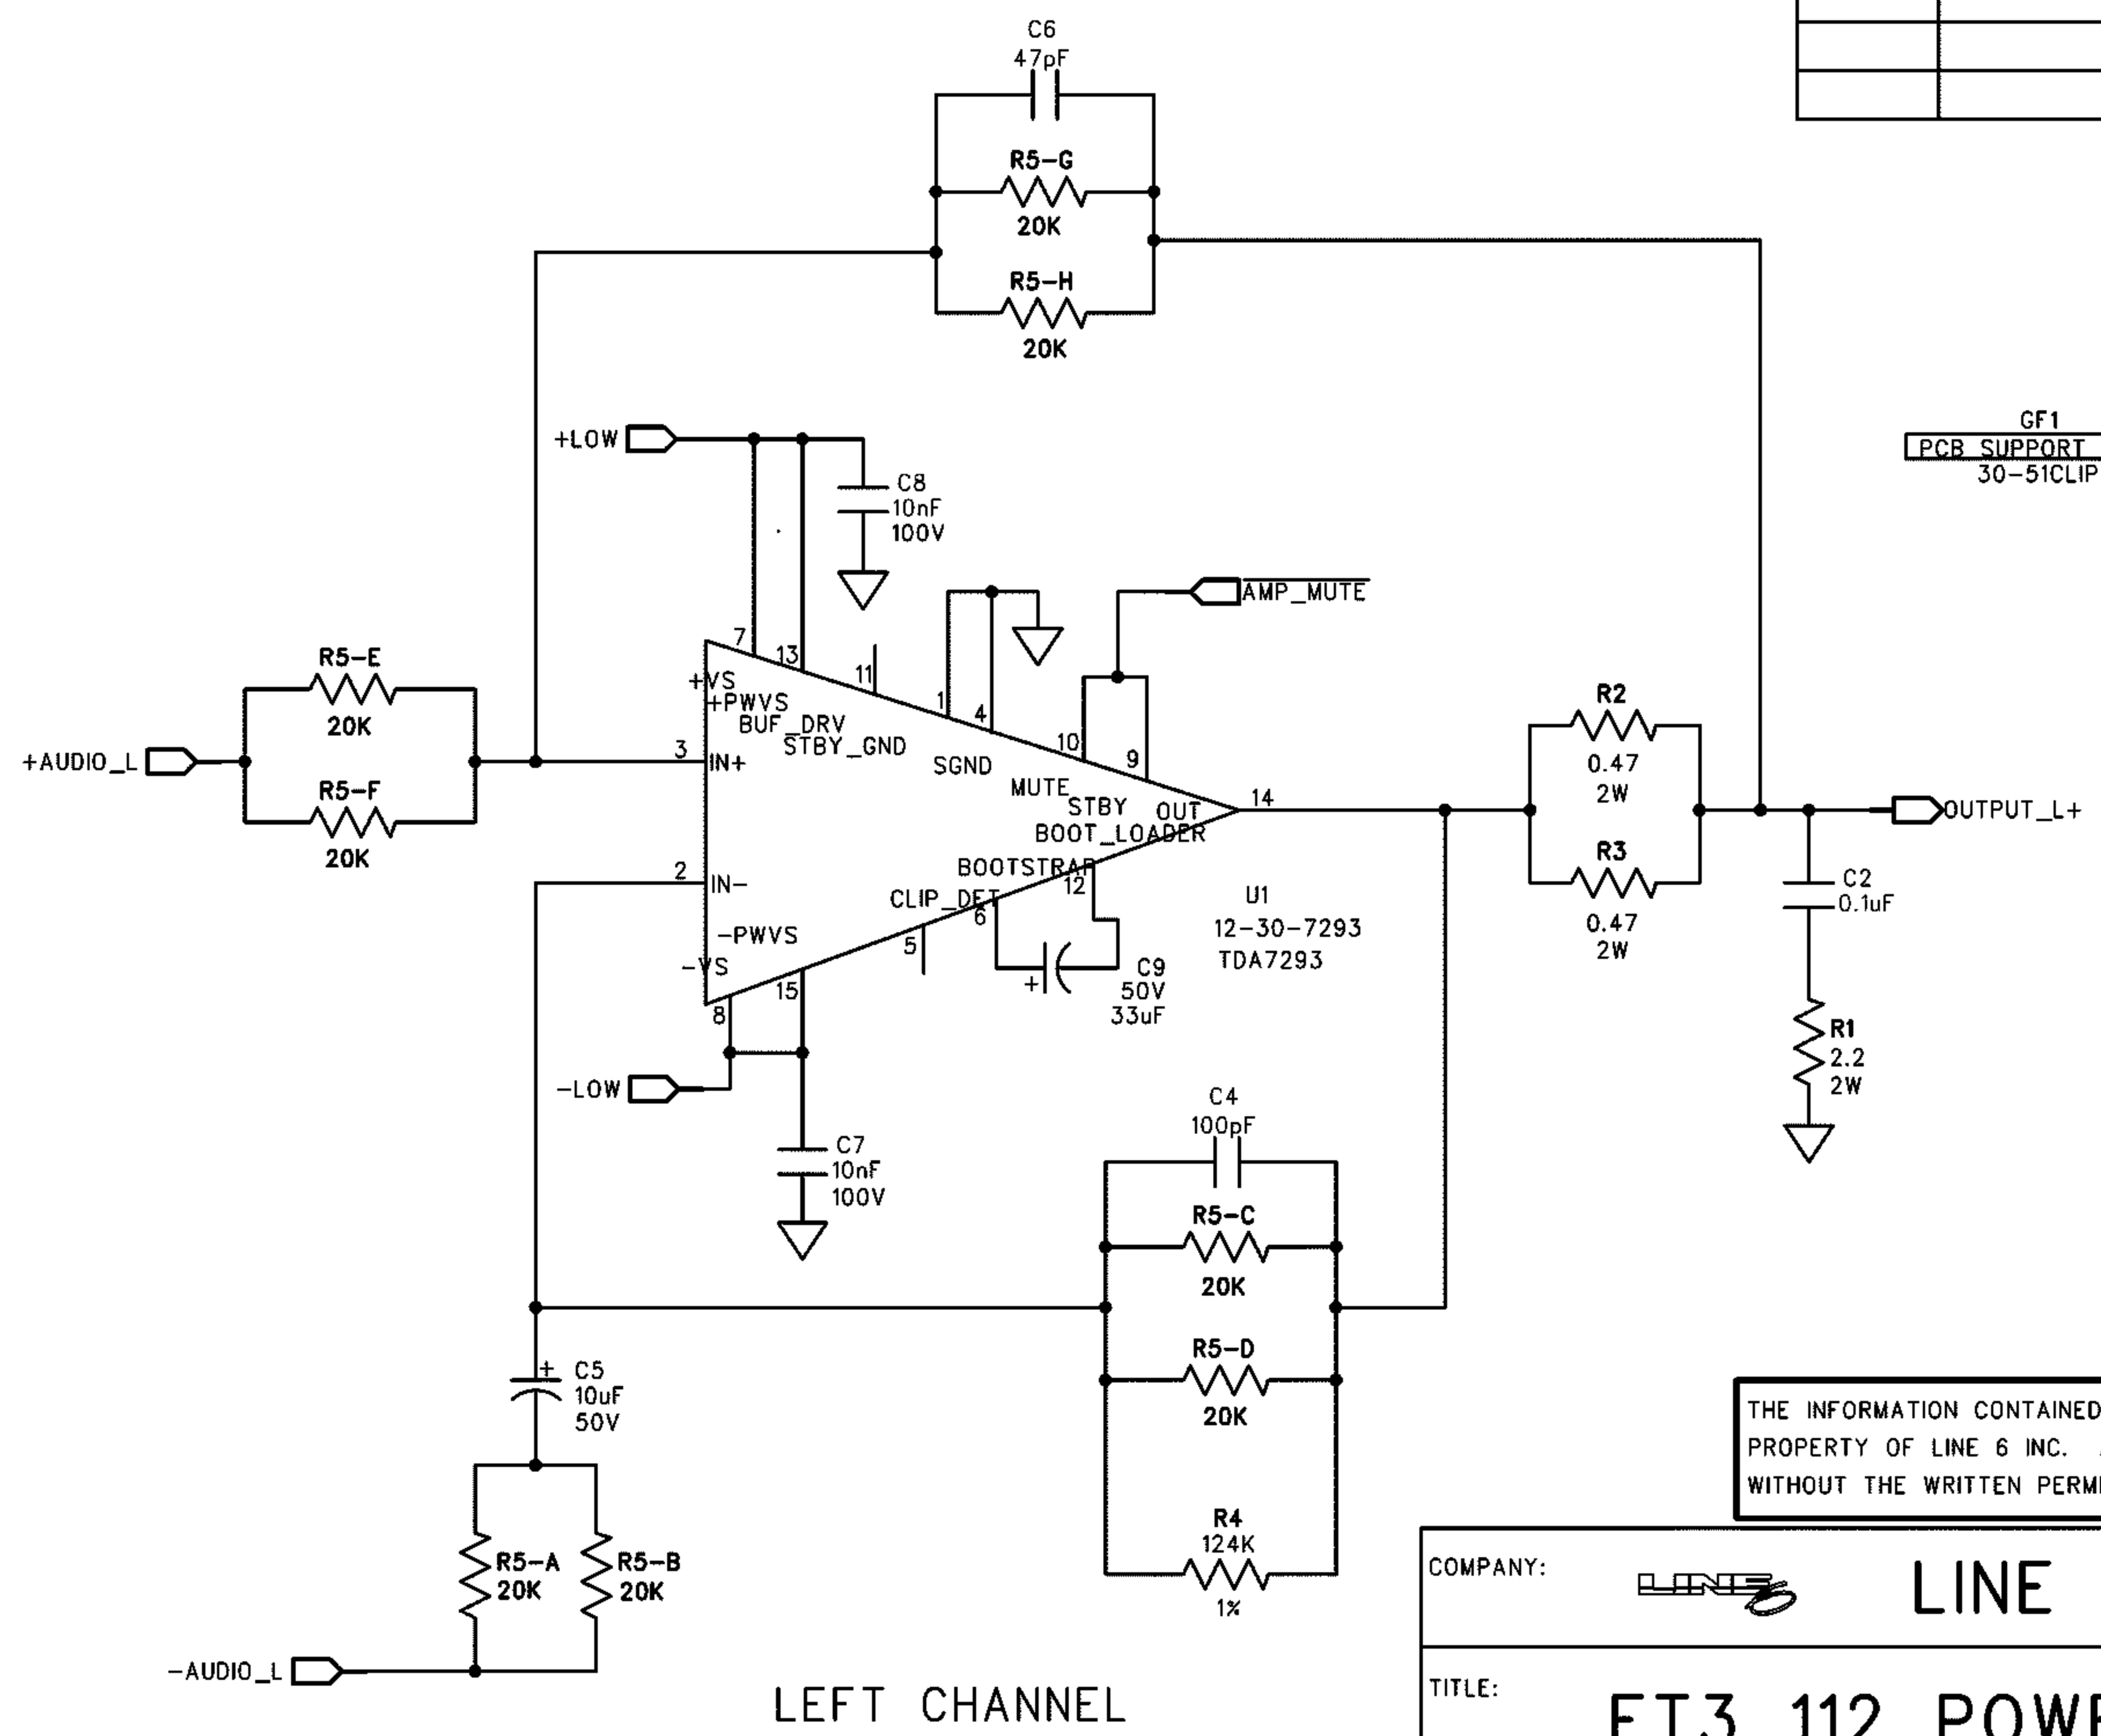 C6
47pF
R5-G
20K
R5-H
20K
+LOW
C8
10nF
100V
GF1
PCB SUPPORT
30-51CLIP
AMP_MUTE
7
13
11
1
4
10
9
+VS
+PWVS
BUF_DRV
STBY_GND
SGND
MUTE
STBY
OUT
BOOT_LOADER
BOOTSTRAP
CLIP_DET
-PWVS
-VS
R5-E
20K
+AUDIO_L
R5-F
20K
3
IN+
2
IN-
14
R2
0.47
2W
R3
0.47
2W
OUTPUT_L+
C2
0.1uF
R1
2.2
2W
U1
12-30-7293
TDA7293
12
6
5
15
8
+
C9
50V
33uF
-LOW
C7
10nF
100V
C4
100pF
R5-C
20K
R5-D
20K
R4
124K
1%
+
C5
10uF
50V
R5-A
20K
R5-B
20K
-AUDIO_L
LEFT CHANNEL
THE INFORMATION CONTAINED
PROPERTY OF LINE 6 INC.
WITHOUT THE WRITTEN
COMPANY:
LINE 6
LINE
TITLE:
112